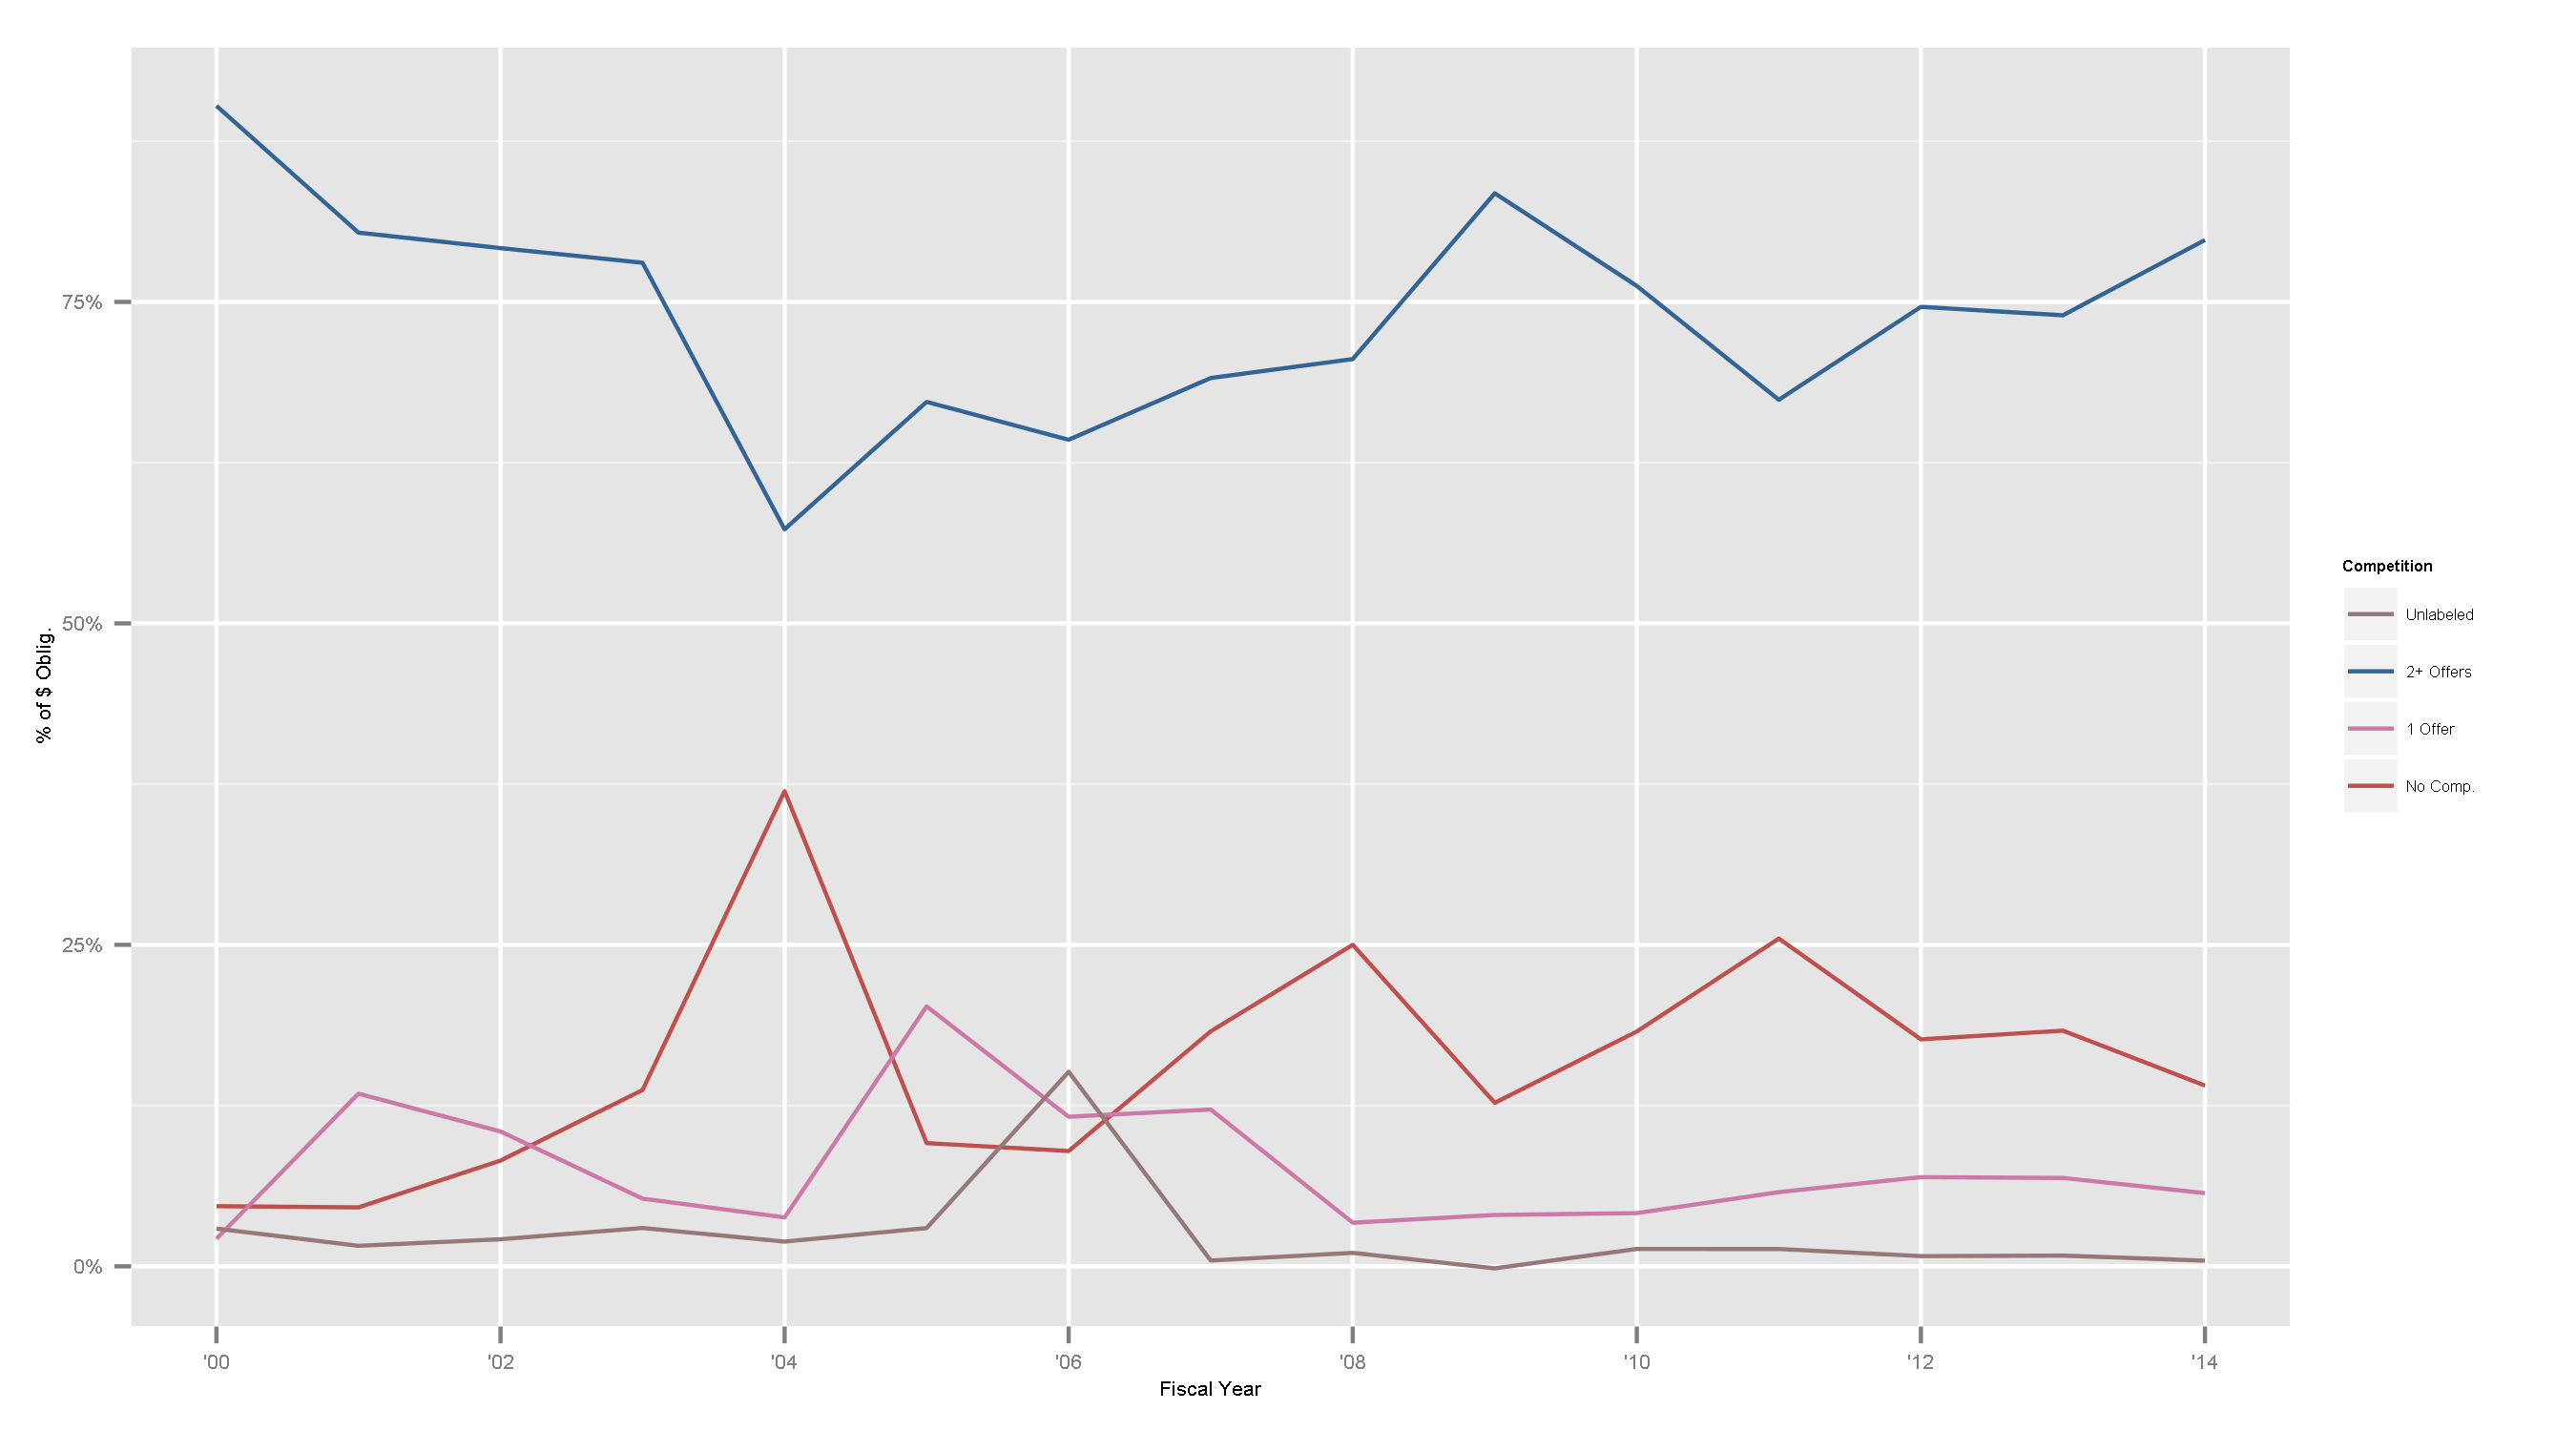 75%
50%
25%
0%
% of $ Oblig.
'00
'02
'04
'06
'08
'10
'12
'14
Fiscal Year
Competition
Unlabeled
2+ Offers
1 Offer
No Comp.